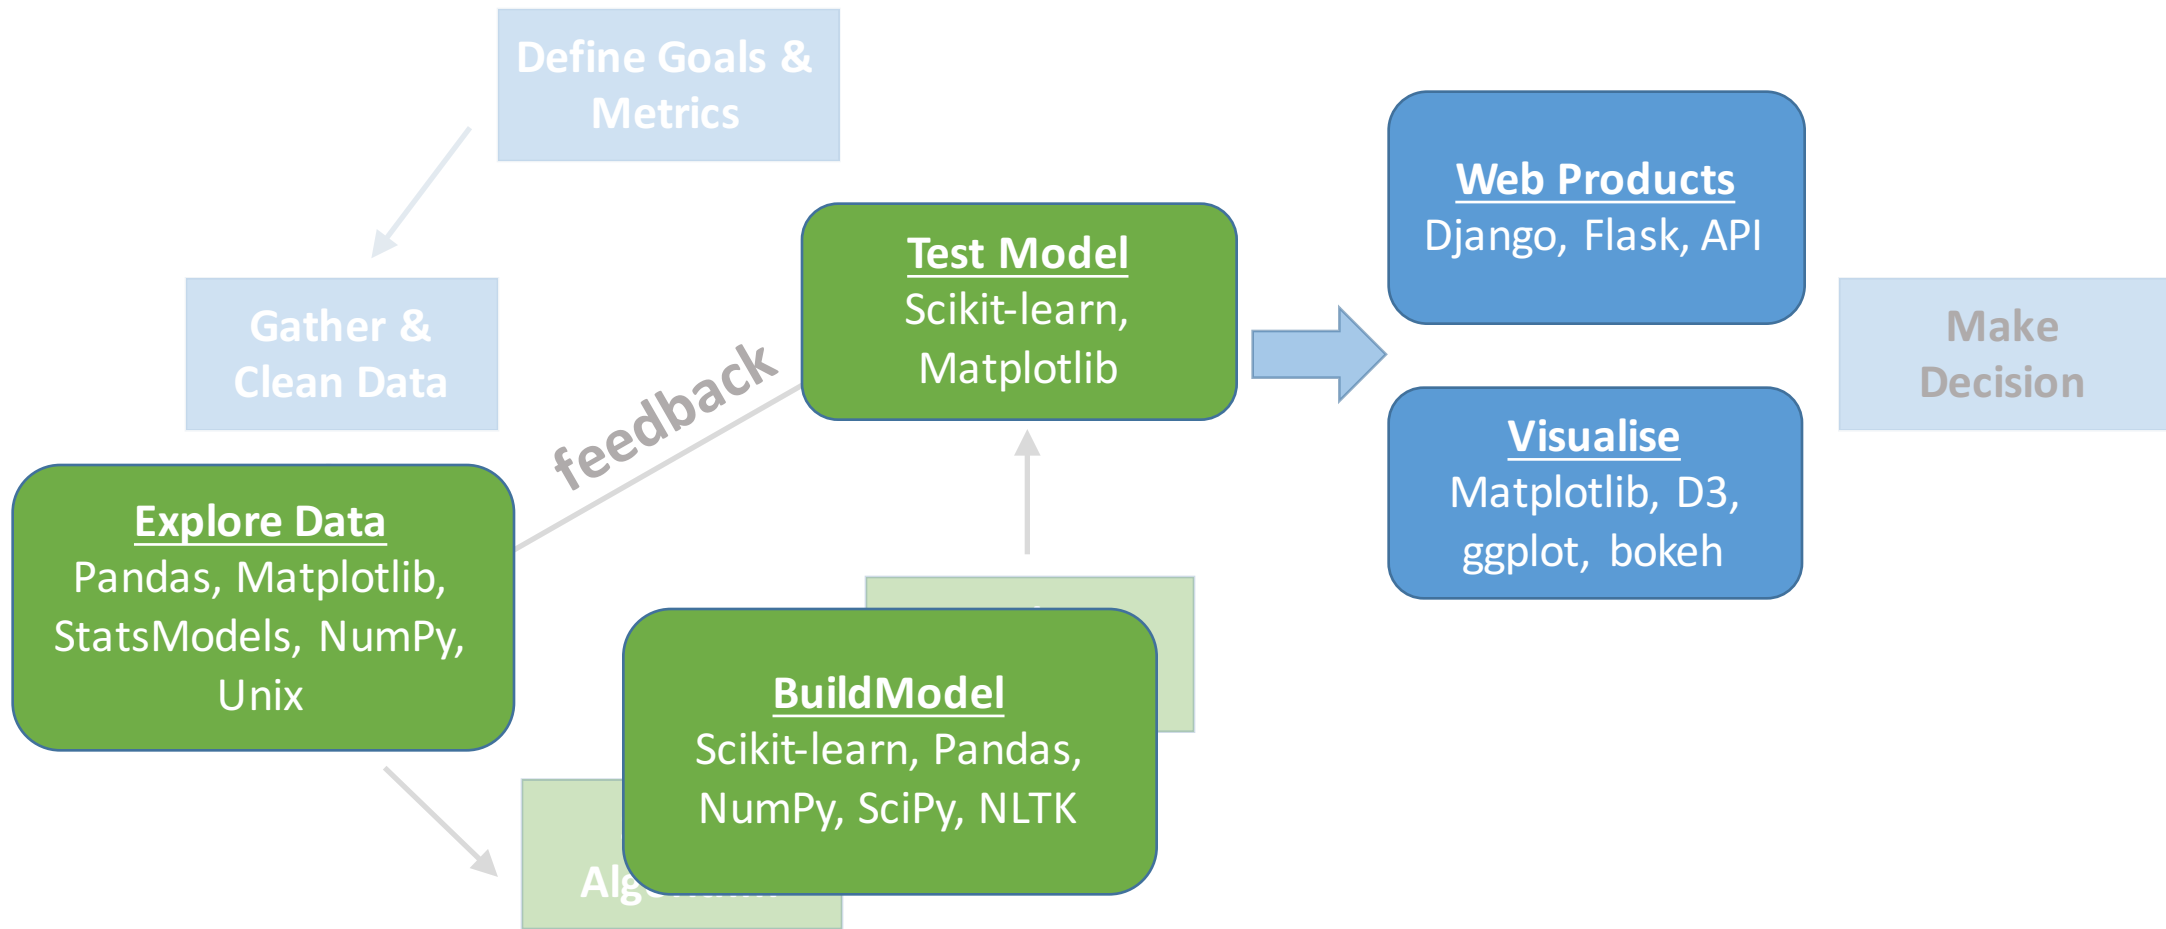 Define Goals &
Metrics
Gather &
Clean Data
feedback
Explore Data
Pandas, Matplotlib,
StatsModels, NumPy,
Unix
BuildModel
Scikit-learn, Pandas,
NumPy, SciPy, NLTK
Test Model
Scikit-learn,
Matplotlib
Web Products
Django, Flask, API
Visualise
Matplotlib, D3,
ggplot, bokeh
Make
Decision